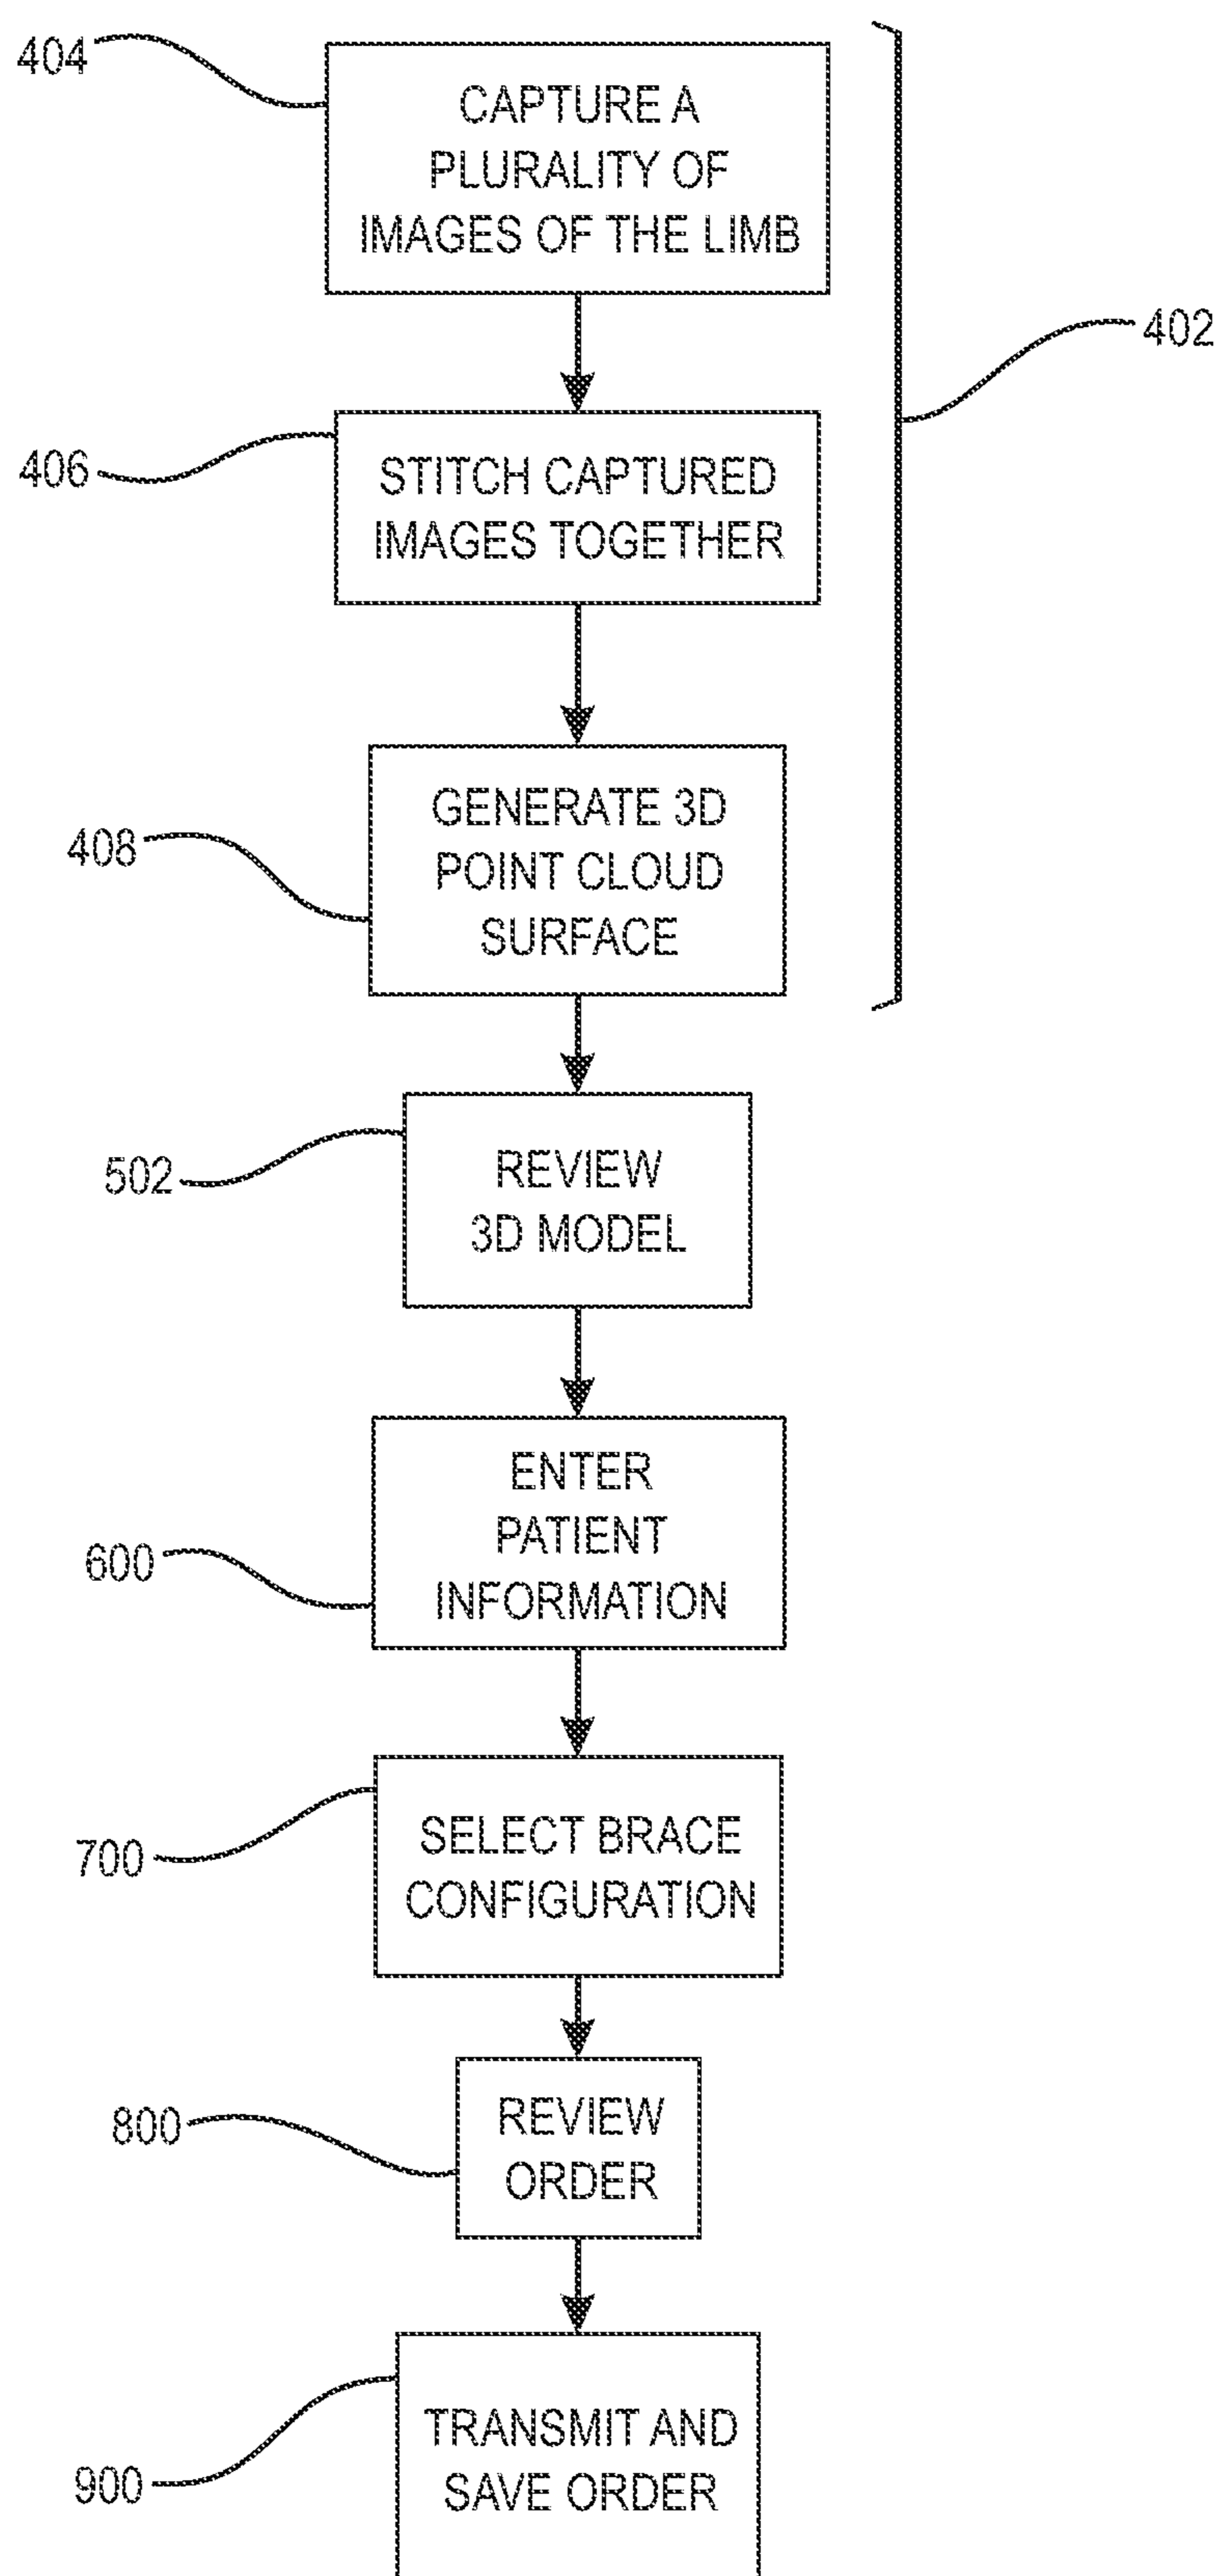 404
CAPTURE A
PLURALITY OF
IMAGES OF THE LIMB
402
406
STITCH CAPTURED
IMAGES TOGETHER
408
GENERATE 3D
POINT CLOUD
SURFACE
502
REVIEW
3D MODEL
600
ENTER
PATIENT
INFORMATION
700
SELECT BRACE
CONFIGURATION
800
REVIEW
ORDER
900
TRANSMIT AND
SAVE ORDER